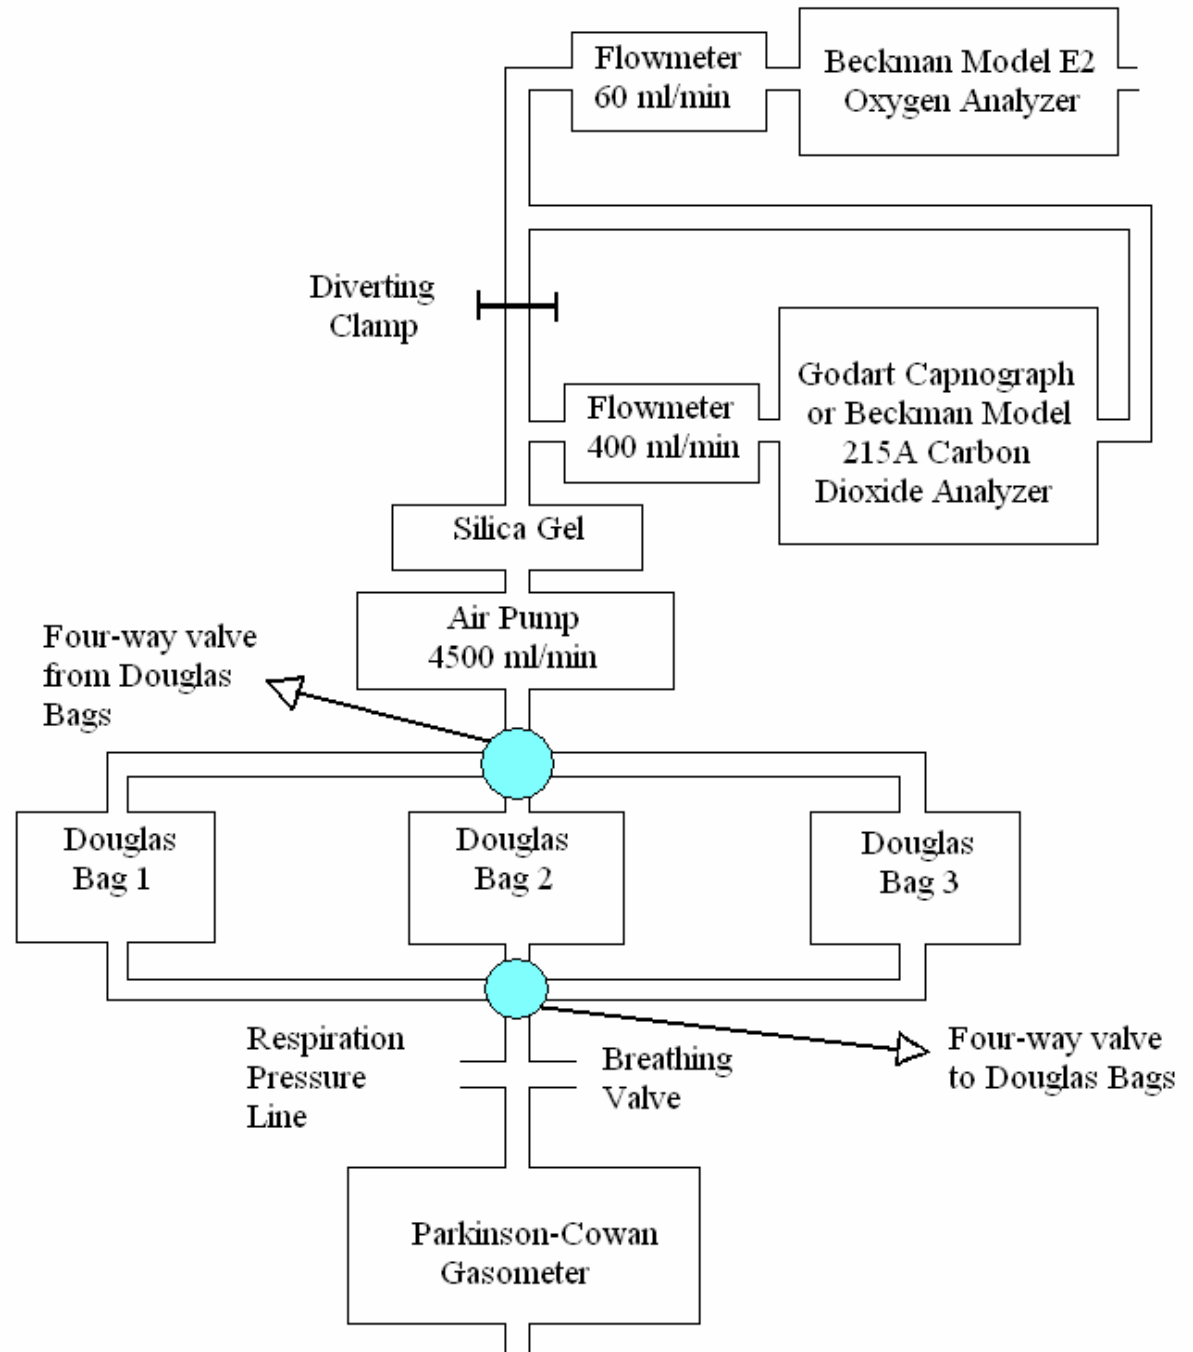 Flowmeter
60 ml/min
Beckman Model E2
Oxygen Analyzer
Diverting
Clamp
Flowmeter
400 ml/min
Godart Capnograph
or Beckman Model
215A Carbon
Dioxide Analyzer
Silica Gel
Air Pump
4500 ml/min
Four-way valve
from Douglas
Bags
Douglas
Bag 1
Douglas
Bag 2
Douglas
Bag 3
Respiration
Pressure
Line
Breathing
Valve
Four-way valve
to Douglas Bags
Parkinson-Cowan
Gasometer